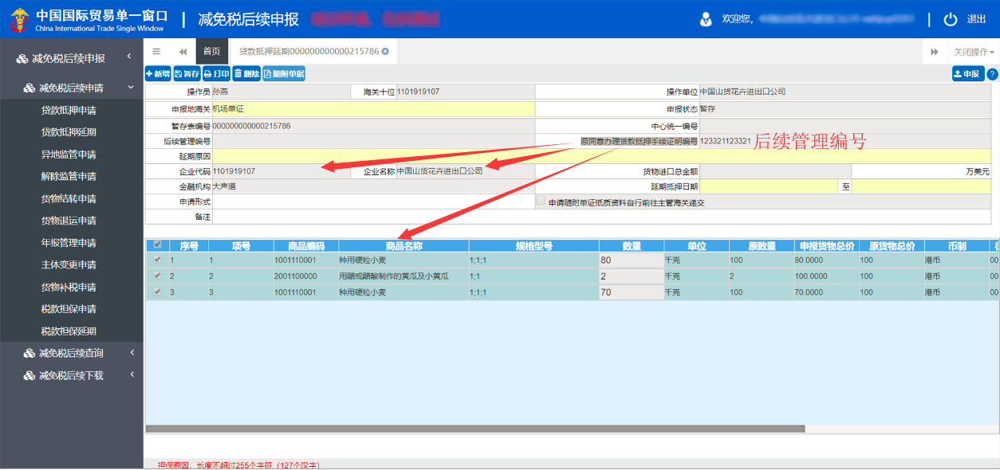 中国国际贸易单一窗口
China International Trade Single Window
减免税后续申报
欢迎您,
退出
减免税后续申报
首页
贷款抵押延期000000000000215786
关闭操作
减免税后续申请
新增 暂存 打印 删除 随附单据
申报
操作员 孙燕 海关十位 1101919107 操作单位 中国山货花卉进出口公司
贷款抵押申请
申报地海关 机场单证 申报状态 暂存
贷款抵押延期
暂存表编号 000000000000215786 中心统一编号
后续管理编号 原同意办理贷款抵押手续证明编号 123321123321 后续管理编号
异地监管申请
延期原因
解除监管申请
企业代码 1101919107 企业名称 中国山货花卉进出口公司 货物进口总金额 万美元
金融机构 大声道 延期抵押日期 至
货物结转申请
申请形式 申请随附单证纸质资料自行前往主管海关递交
货物退运申请
备注
年报管理申请
序号 项号 商品编码 商品名称 规格型号 数量 单位 原数量 申报货物总价 原货物总价 币制
主体变更申请
1 1 1001110001 种用硬粒小麦 1;1;1 80 千克 100 80.0000 100 港币 00
2 2 2001100000 用醋或醋酸制作的黄瓜及小黄瓜 1;1 2 千克 2 100.0000 100 港币 00
货物补税申请
3 3 1001110001 种用硬粒小麦 1;1;1 70 千克 100 70.0000 100 港币 00
税款担保申请
税款担保延期
减免税后续查询
减免税后续下载
担保原因，长度不超过255个字符（127个汉字）